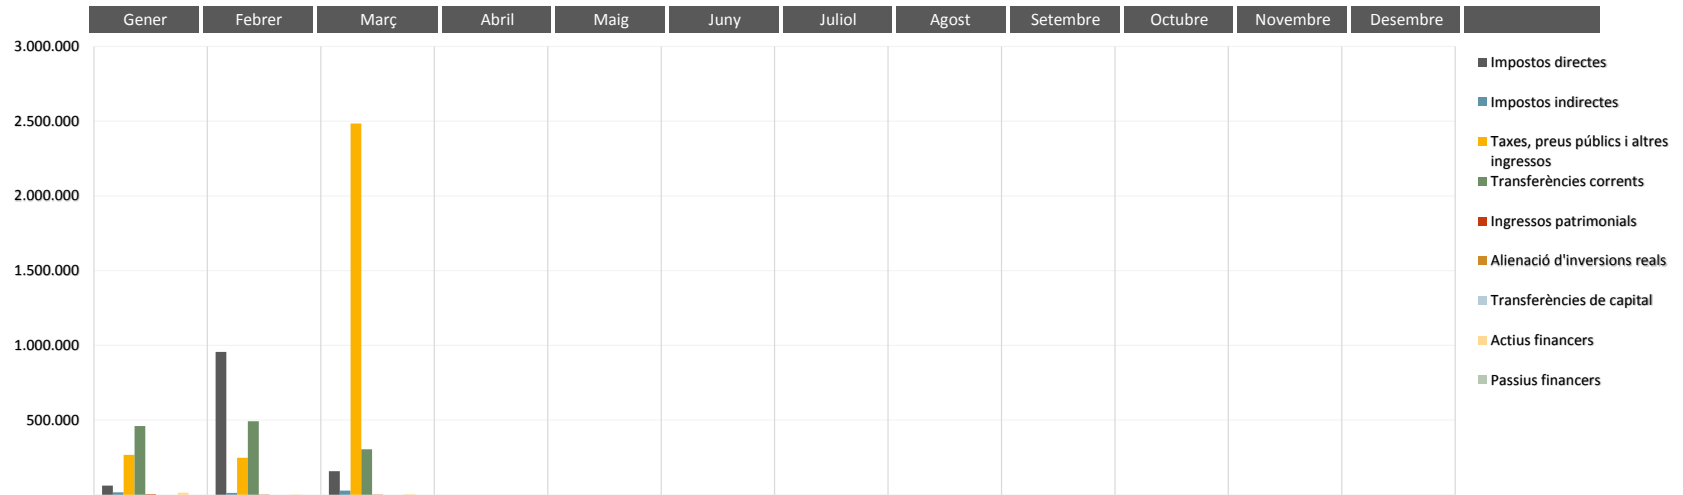 Gener Febrer Març Abril Maig Juny Juliol Agost Setembre Octubre Novembre Desembre
3.000.000
2.500.000
2.000.000
1.500.000
1.000.000
500.000
Impostos directes
Impostos indirectes
Taxes, preus públics i altres
ingressos
Transferències corrents
Ingressos patrimonials
Alienació d'inversions reals
Transferències de capital
Actius financers
Passius financers